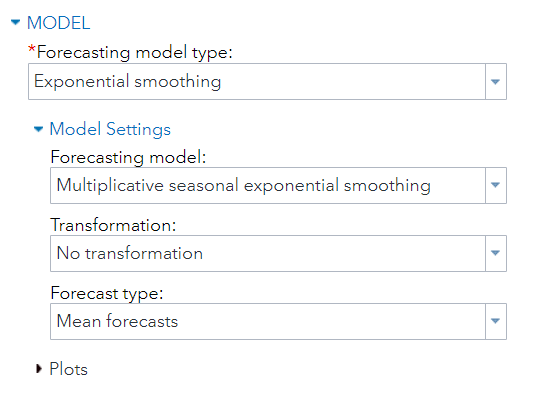 MODEL
*Forecasting model type:
Exponential smoothing
Model Settings
Forecasting model:
Multiplicative seasonal exponential smoothing
Transformation:
No transformation
Forecast type:
Mean forecasts
Plots